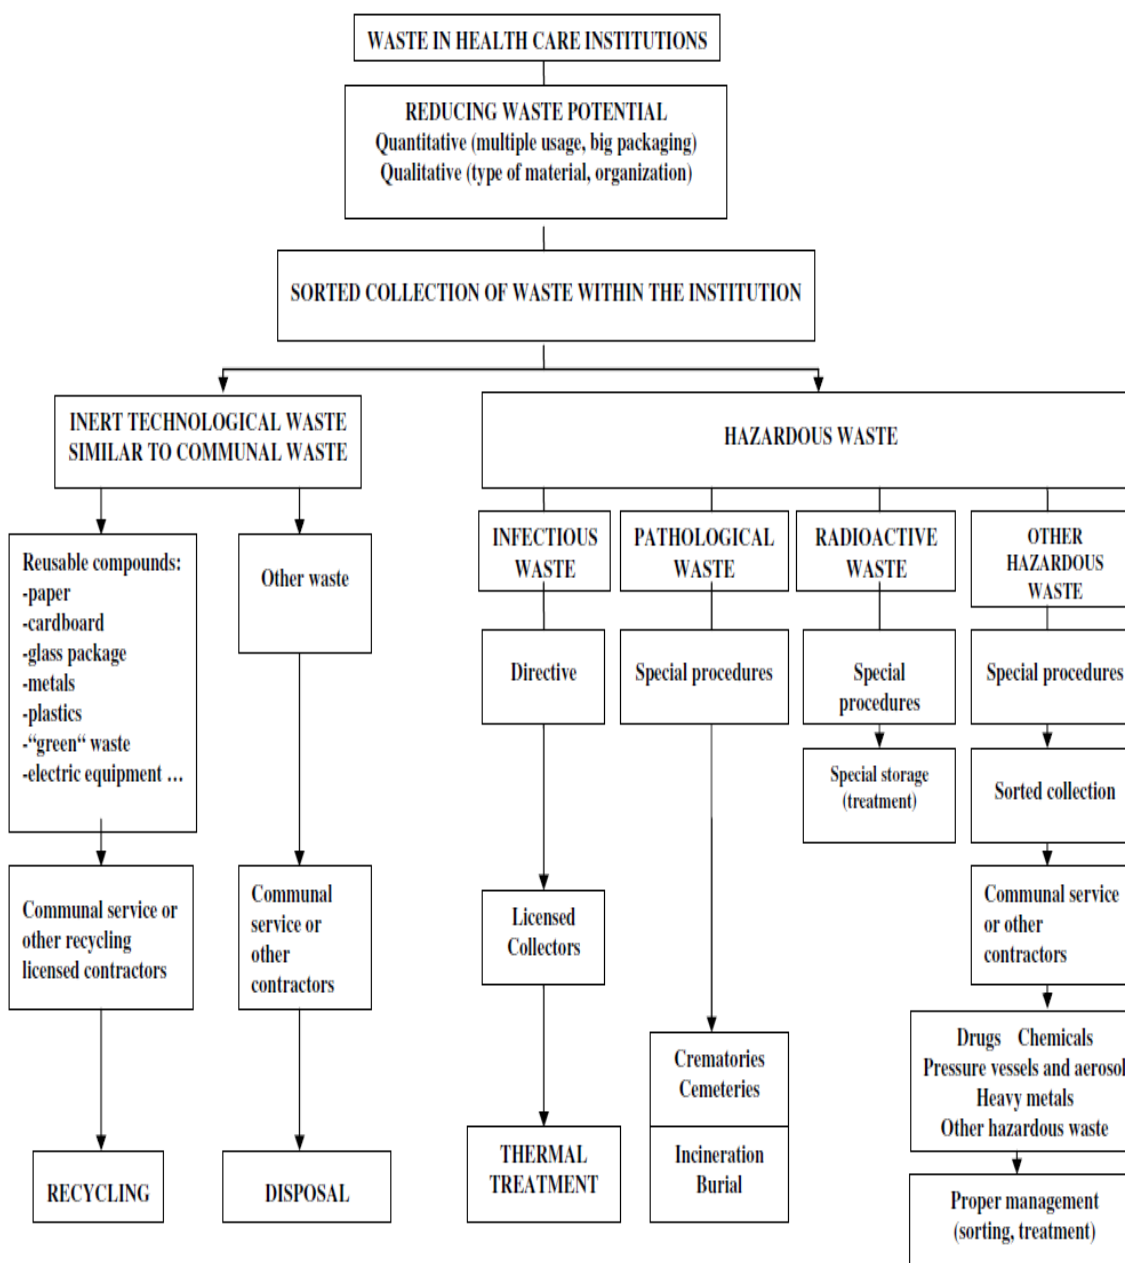 WASTE IN HEALTH CARE INSTITUTIONS
REDUCING WASTE POTENTIAL
Quantitative (multiple usage, big packaging)
Qualitative (type of material, organization)
SORTED COLLECTION OF WASTE WITHIN THE INSTITUTION
INERT TECHNOLOGICAL WASTE
SIMILAR TO COMMUNAL WASTE
HAZARDOUS WASTE
Reusable compounds:
-paper
-cardboard
-glass package
-metals
-plastics
-“green“ waste
-electric equipment ...
Other waste
INFECTIOUS
WASTE
PATHOLOGICAL
WASTE
RADIOACTIVE
WASTE
OTHER
HAZARDOUS
WASTE
Directive
Special procedures
Special
procedures
Special procedures
Special storage
(treatment)
Sorted collection
Communal service or
other recycling
licensed contractors
Communal
service or
other
contractors
Licensed
Collectors
Communal service
or other
contractors
Crematories
Cemeteries
Drugs Chemicals
Pressure vessels and aerosol
Heavy metals
Other hazardous waste
RECYCLING
DISPOSAL
THERMAL
TREATMENT
Incineration
Burial
Proper management
(sorting, treatment)